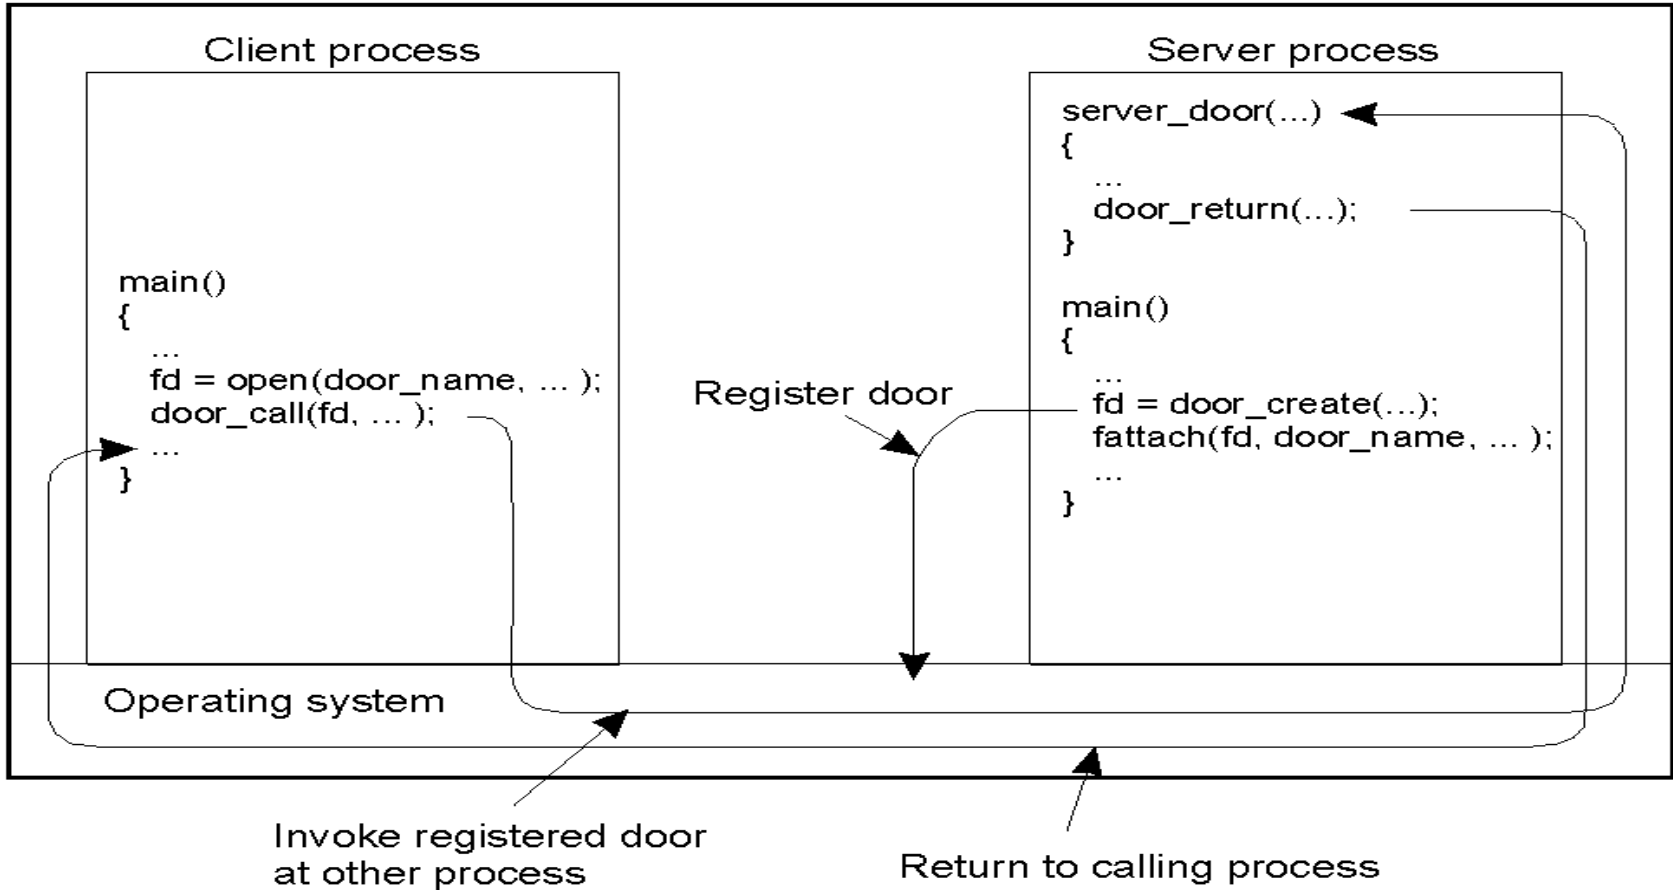 Client process
main()
{
...
fd = open(door_name, ... );
door_call(fd, ... );
...
}
Register door
Server process
server_door(...)
{
...
door_return(...);
}
main()
{
...
fd = door_create(...);
fattach(fd, door_name, ... );
...
}
Operating system
Invoke registered door
at other process
Return to calling process